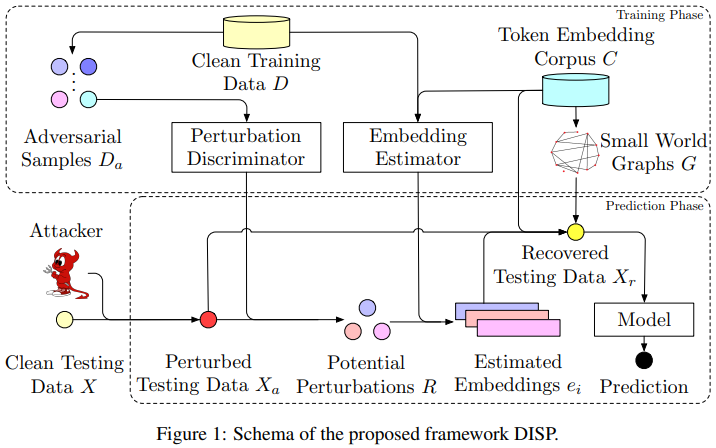 Training Phase
Clean Training
Data D
Token Embedding
Corpus C
Adversarial
Samples Da
Perturbation
Discriminator
Embedding
Estimator
Small World
Graphs G
Prediction Phase
Attacker
Recovered
Testing Data Xr
Model
Clean Testing
Data X
Perturbed
Testing Data Xa
Potential
Perturbations R
Estimated
Embeddings ei
Prediction
Figure 1: Schema of the proposed framework DISP.